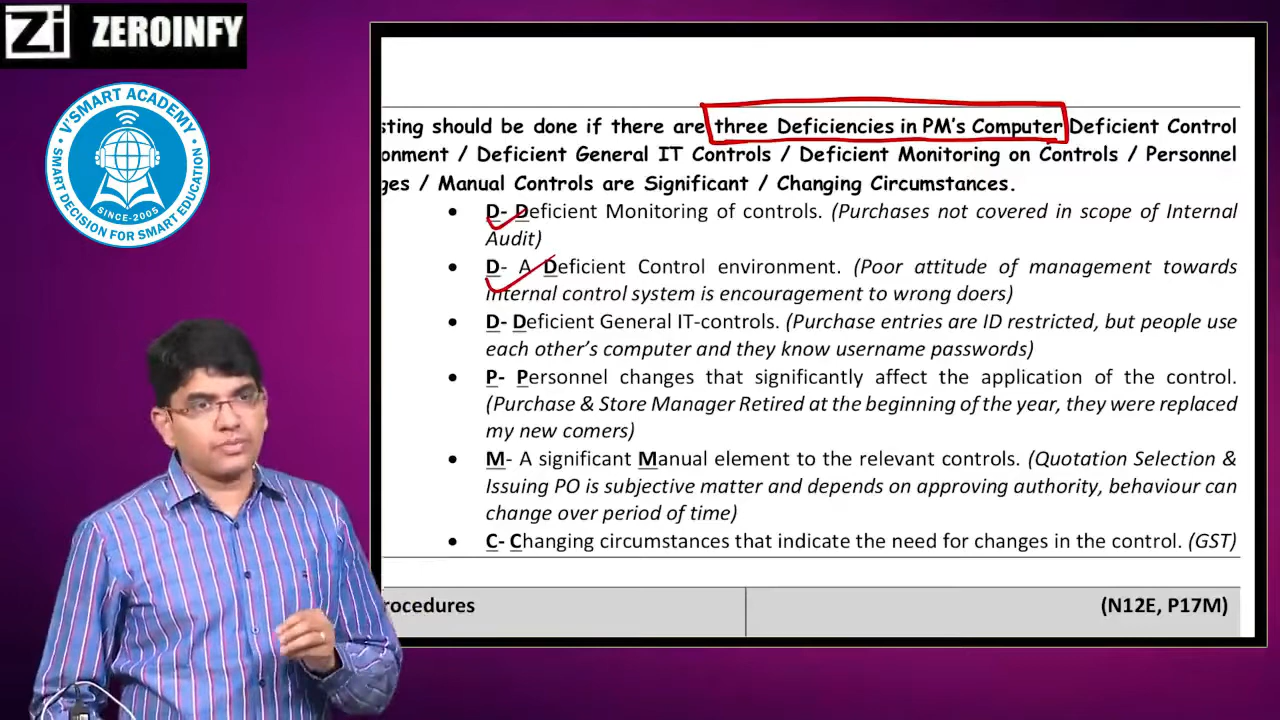 Zi ZEROINFY
V'SMART ACADEMY
SMART DECISION FOR SMART EDUCATION
SINCE-2005
sting should be done if there are three Deficiencies in PM's Computer Deficient Control
onment / Deficient General IT Controls / Deficient Monitoring on Controls / Personnel
ges / Manual Controls are Significant / Changing Circumstances.
• D- Deficient Monitoring of controls. (Purchases not covered in scope of Internal
Audit)
• D- A Deficient Control environment. (Poor attitude of management towards
internal control system is encouragement to wrong doers)
• D- Deficient General IT-controls. (Purchase entries are ID restricted, but people use
each other's computer and they know username passwords)
• P- Personnel changes that significantly affect the application of the control.
(Purchase & Store Manager Retired at the beginning of the year, they were replaced
my new comers)
• M- A significant Manual element to the relevant controls. (Quotation Selection &
Issuing PO is subjective matter and depends on approving authority, behaviour can
change over period of time)
• C- Changing circumstances that indicate the need for changes in the control. (GST)
rocedures (N12E, P17M)